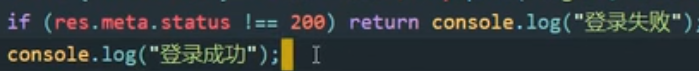 if (res.meta.status !== 200) return console.log("登录失败");
console.log("登录成功");